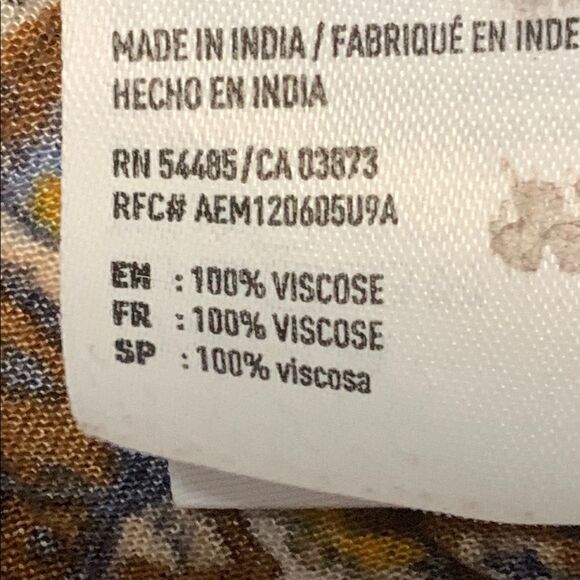 MADE IN INDIA / FABRIQUÉ EN INDE
HECHO EN INDIA
RN 54485/CA 03873
RFC# AEM120605U9A
EN : 100% VISCOSE
FR : 100% VISCOSE
SP : 100% viscosa